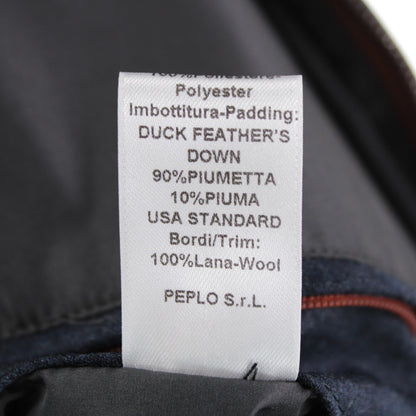 Polyester
Imbottitura-Padding:
DUCK FEATHER'S
DOWN
90%PIUMETTA
10%PIUMA
USA STANDARD
Bordi/Trim:
100%Lana-Wool
PEPLO S.r.L.